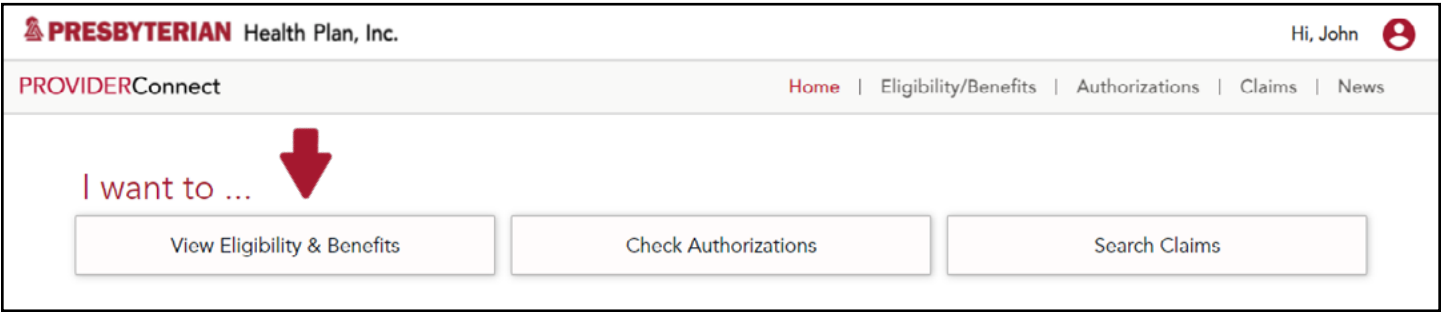 PRESBYTERIAN Health Plan, Inc.
Hi, John
PROVIDERConnect
Home | Eligibility/Benefits | Authorizations | Claims | News
I want to ...
View Eligibility & Benefits
Check Authorizations
Search Claims